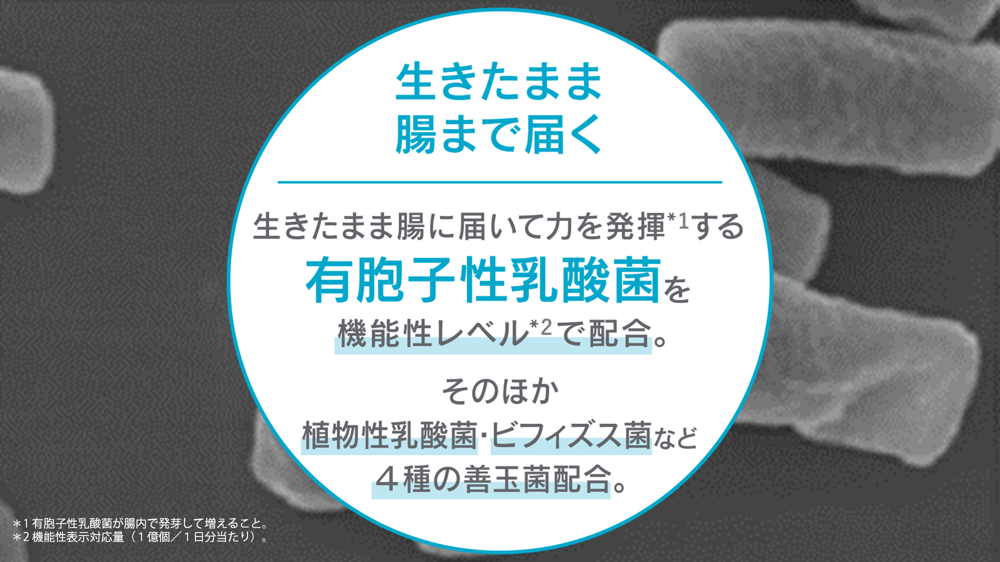 生きたまま
腸まで届く
生きたまま腸に届いて力を発揮*1する
有胞子性乳酸菌を
機能性レベル*2で配合。
そのほか
植物性乳酸菌・ビフィズス菌など
4種の善玉菌配合。
＊1有胞子性乳酸菌が腸内で発芽して増えること。
＊2機能性表示対応量（1億個／1日分当たり）。